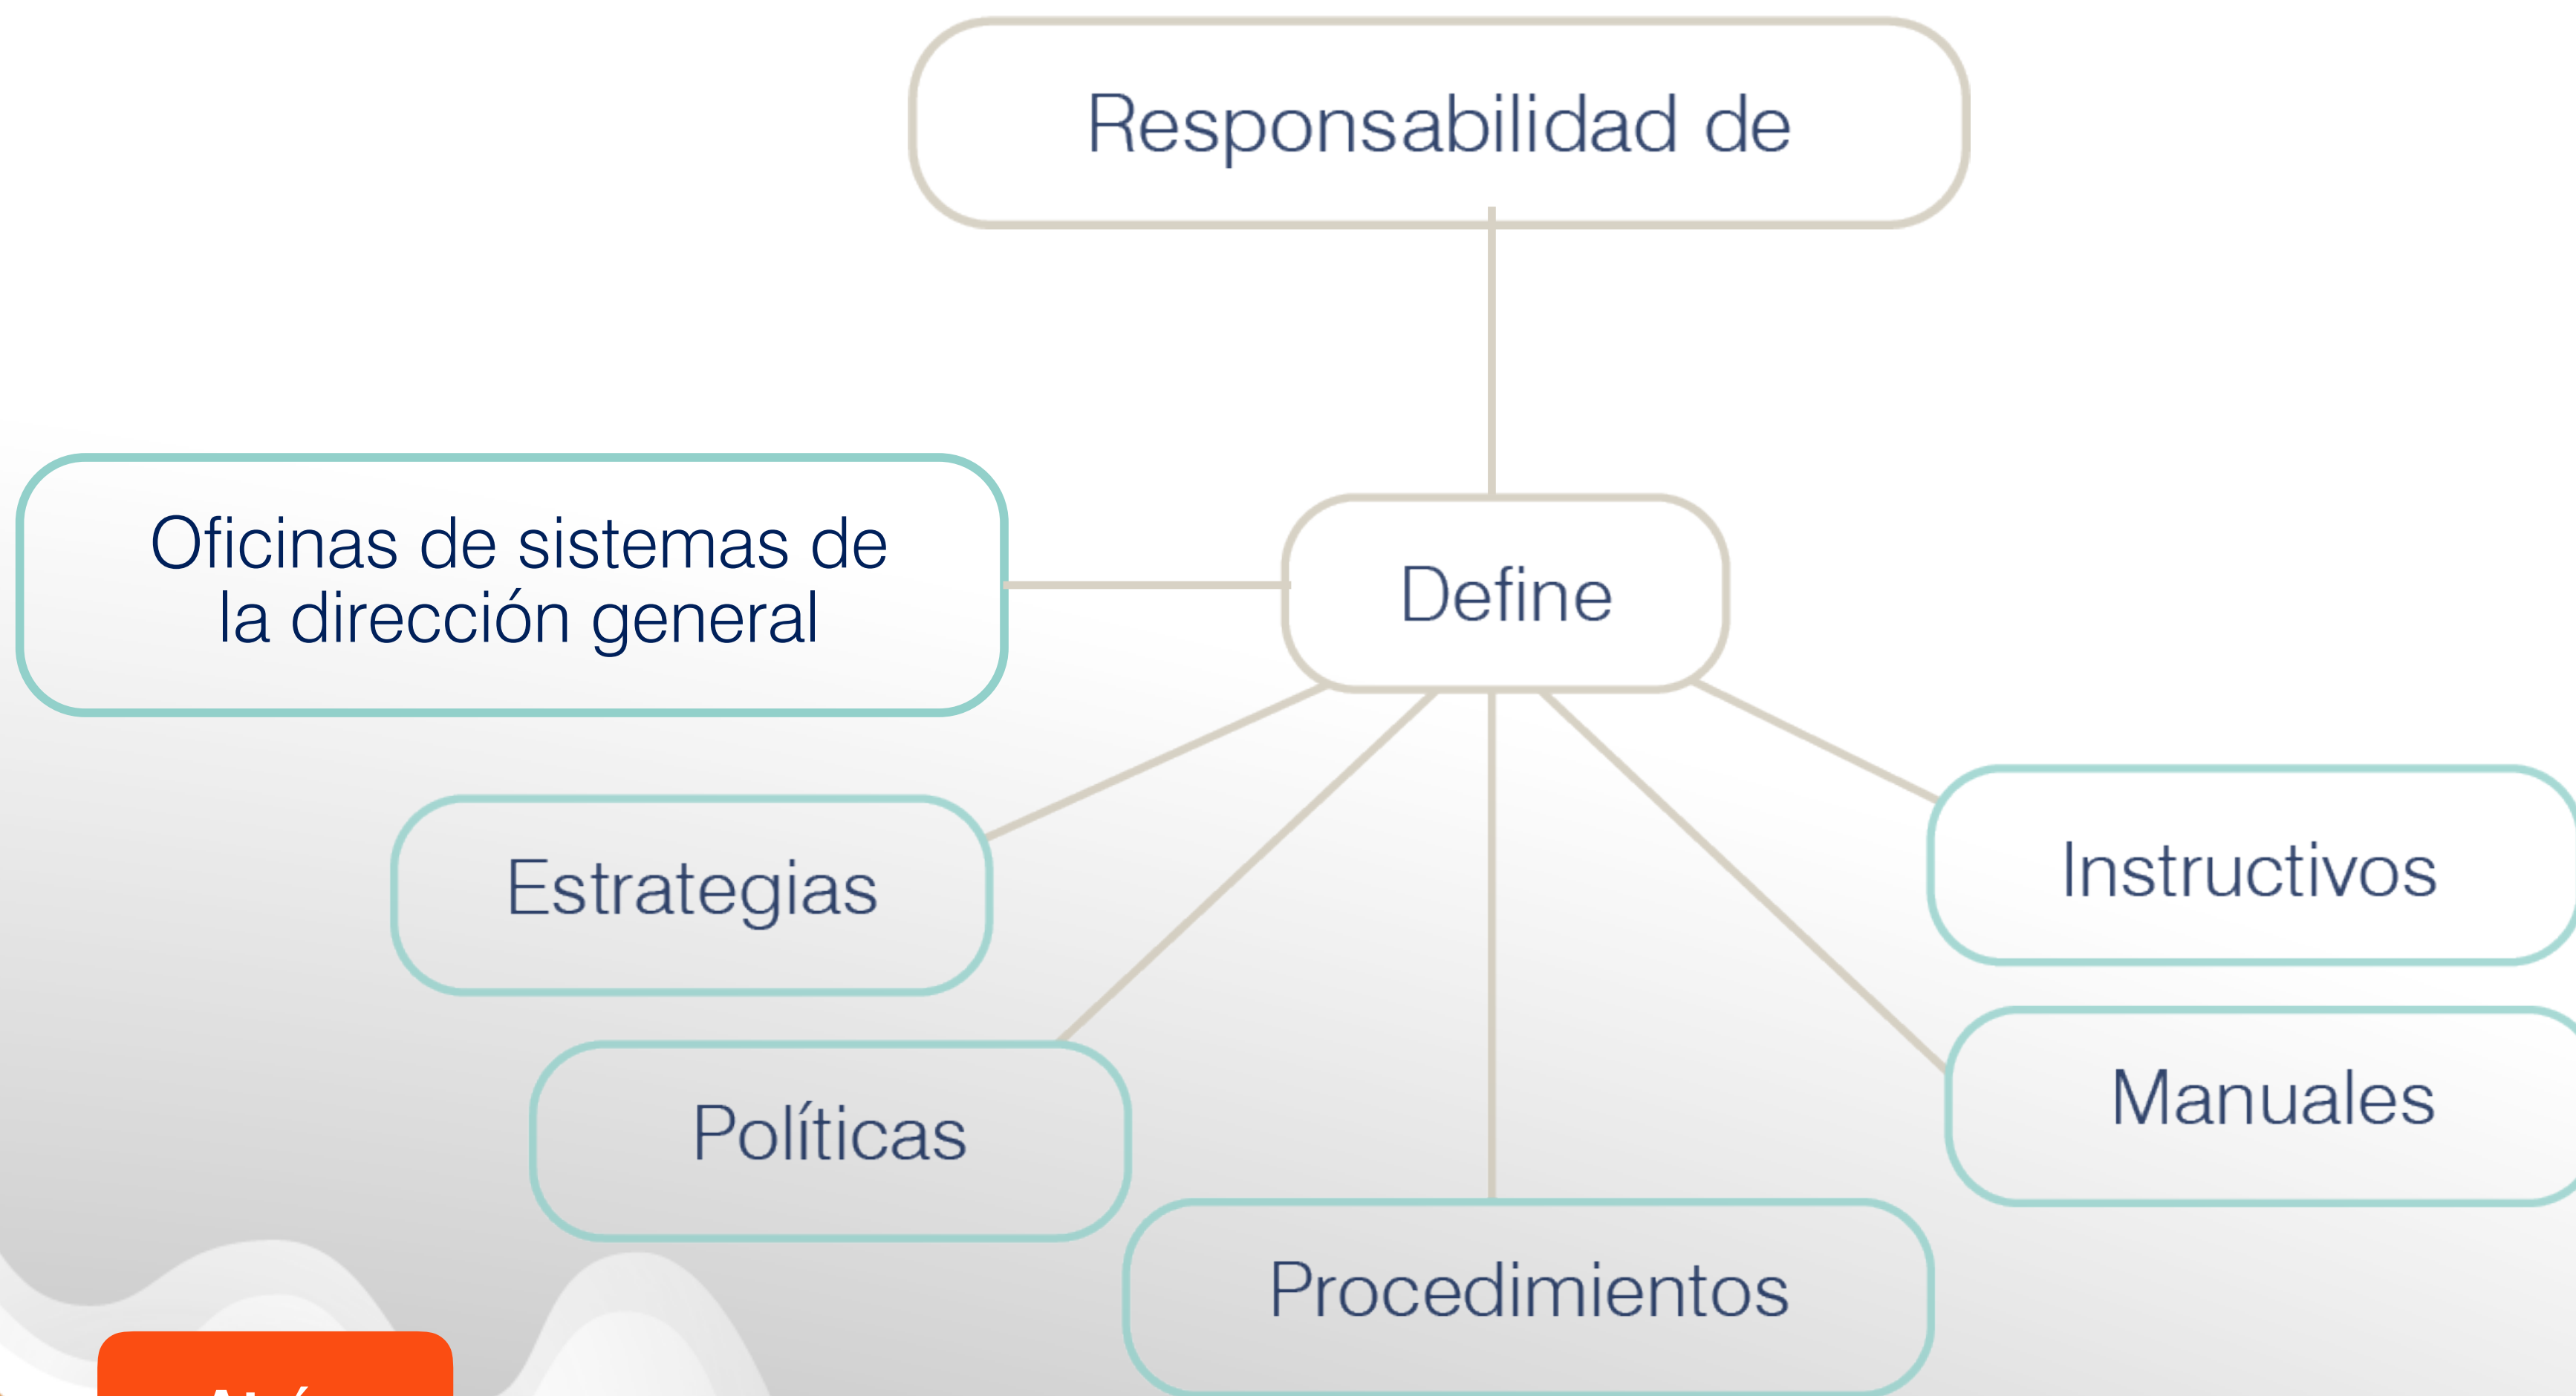 Responsabilidad de
Oficinas de sistemas de
la dirección general
Define
Estrategias
Instructivos
Políticas
Manuales
Procedimientos